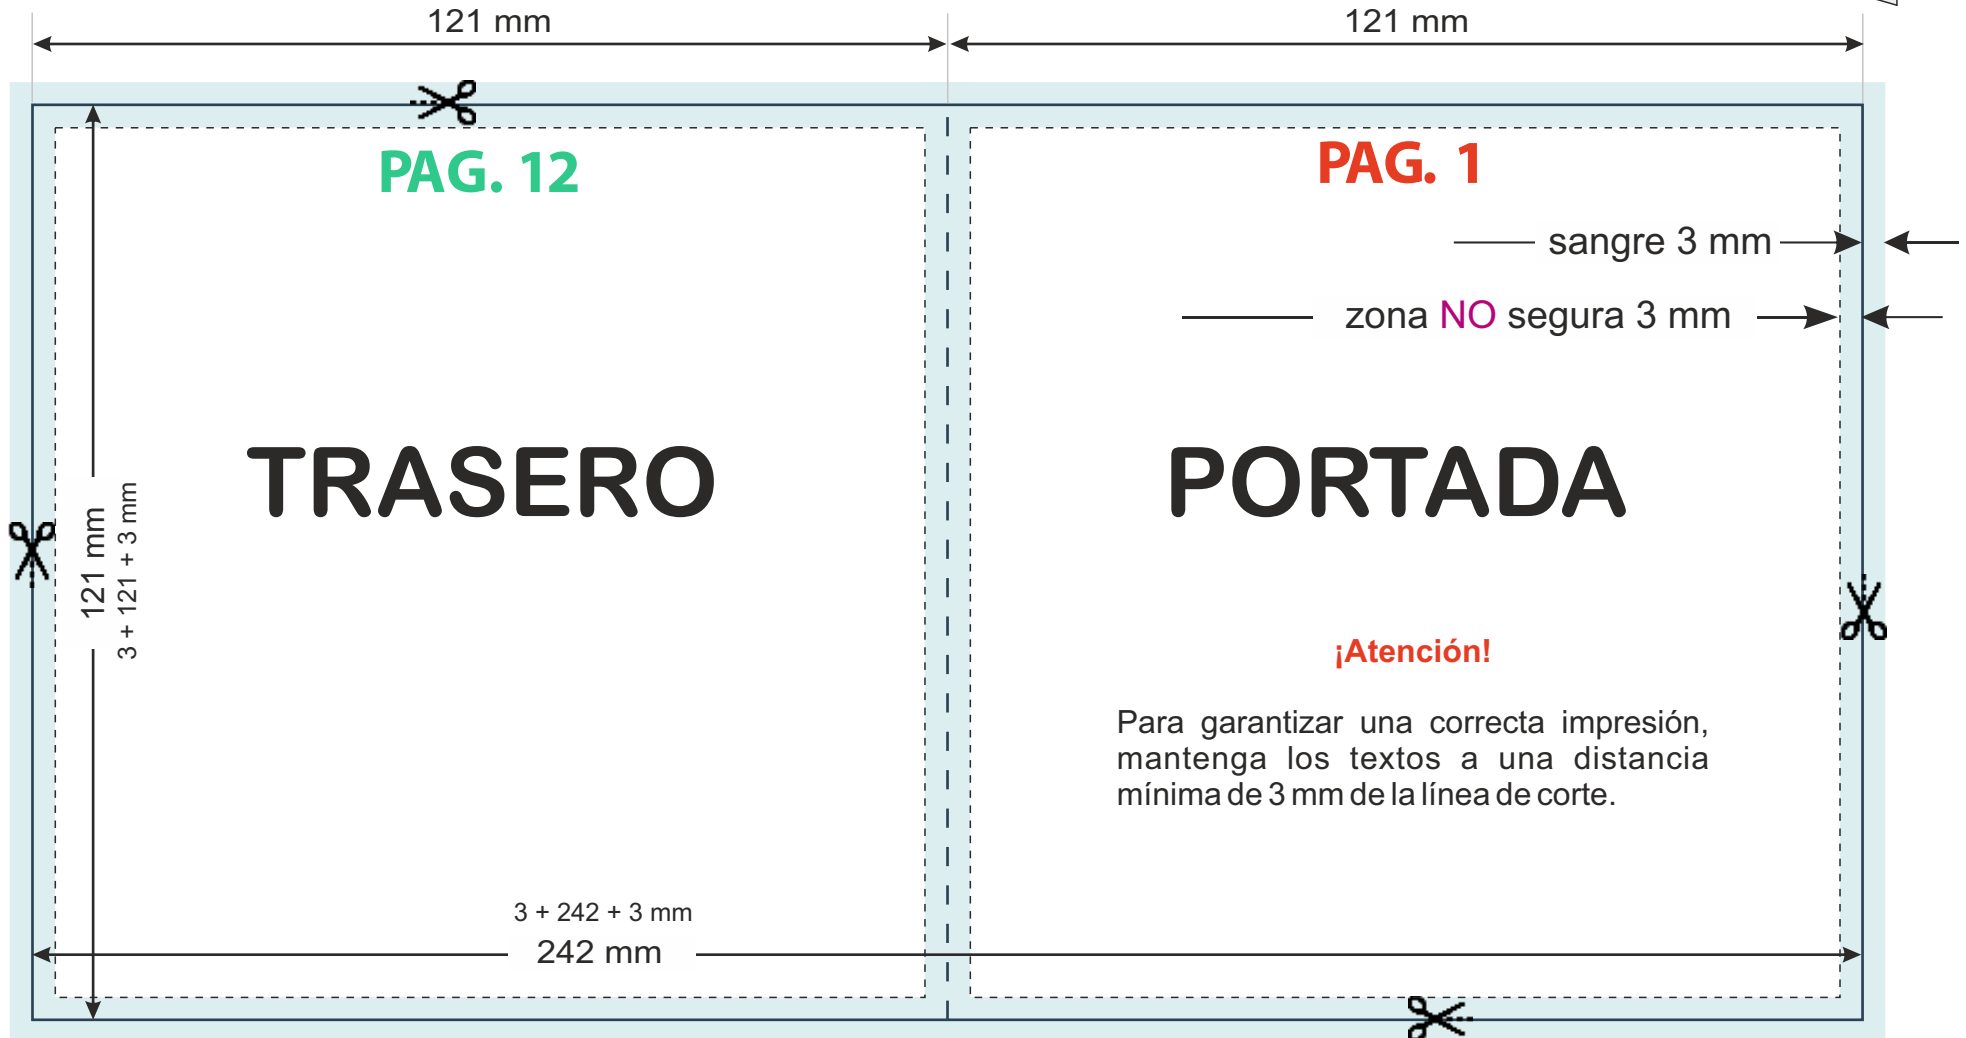 121 mm
121 mm
PAG. 12
PAG. 1
sangre 3 mm
zona NO segura 3 mm
TRASERO
PORTADA
121 mm
3 + 121 + 3 mm
¡Atención!
Para garantizar una correcta impresión,
mantenga los textos a una distancia
mínima de 3 mm de la línea de corte.
3 + 242 + 3 mm
242 mm